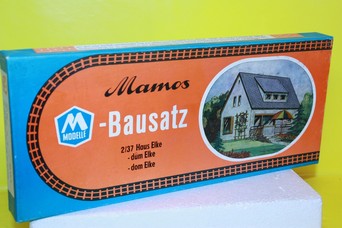 Mamos
M
MODELLE
-Bausatz
2/37 Haus Elke
-dum Elke
-dom Elke